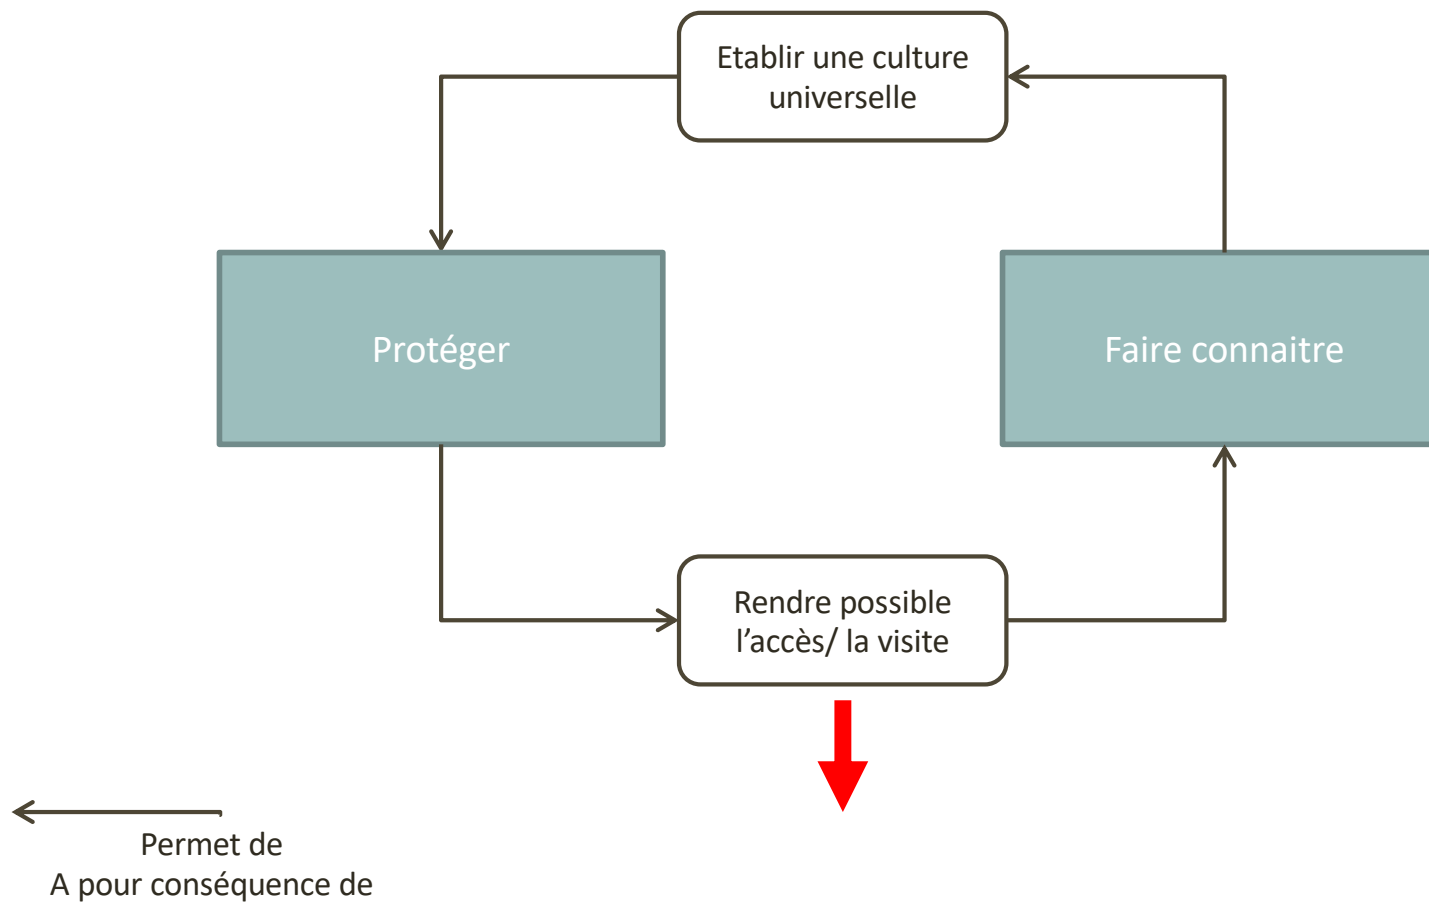 Etablir une culture
universelle
Protéger
Faire connaitre
Rendre possible
l’accès/ la visite
Permet de
A pour conséquence de